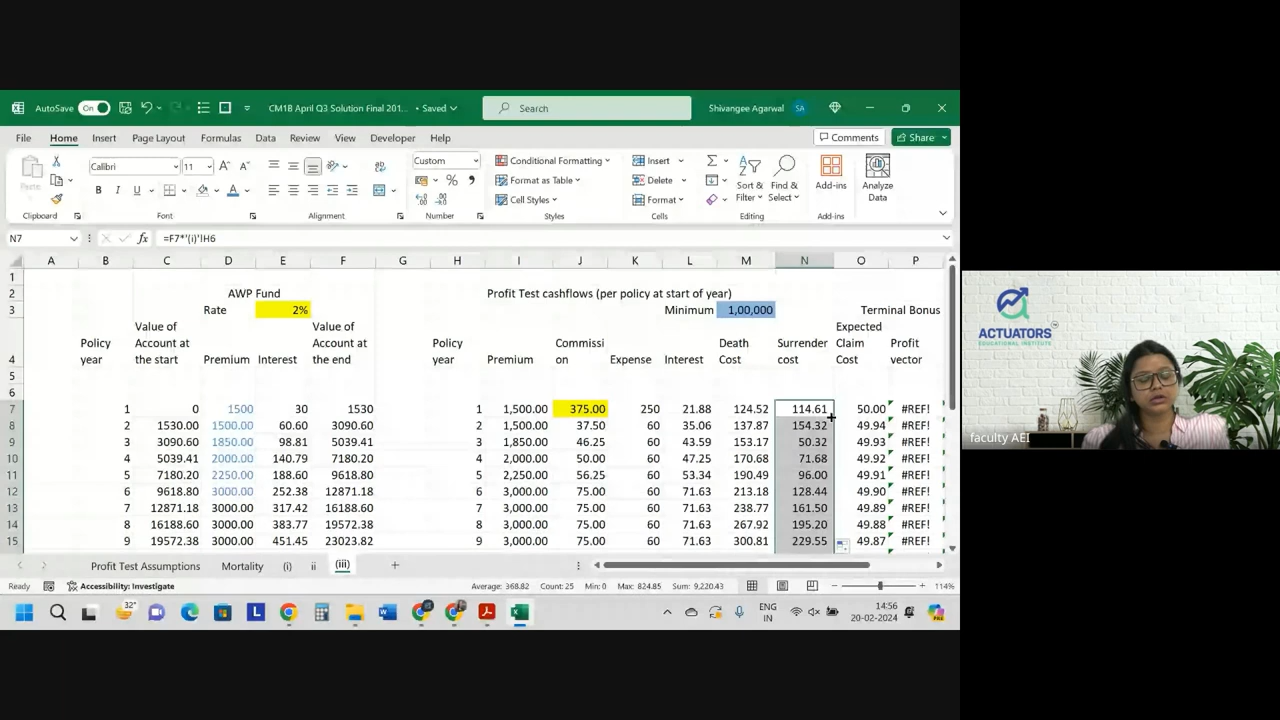 AutoSave On CM1B April Q3 Solution Final 201... • Saved Search Shivangee Agarwal SA
File Home Insert Page Layout Formulas Data Review View Developer Help Comments Share
Paste Calibri 11 A A B I U A Custom % Conditional Formatting Format as Table Cell Styles Insert Delete Format Sort & Filter Find & Select Add-ins Analyze Data
Clipboard Font Alignment Number Styles Cells Editing Add-ins
N7 fx =F7*'(i)'!H6
A B C D E F G H I J K L M N O P
1
2 AWP Fund Profit Test cashflows (per policy at start of year)
3 Rate 2% Minimum 1,00,000 Terminal Bonus
4 Policy year Value of Account at the start Premium Interest Value of Account at the end Policy year Premium Commissi on Expense Interest Death Cost Surrender cost Expected Claim Cost Profit vector
5
6
7 1 0 1500 30 1530 1 1,500.00 375.00 250 21.88 124.52 114.61 50.00 #REF!
8 2 1530.00 1500.00 60.60 3090.60 2 1,500.00 37.50 60 35.06 137.87 154.32 49.94 #REF!
9 3 3090.60 1850.00 98.81 5039.41 3 1,850.00 46.25 60 43.59 153.17 50.32 49.93 #REF!
10 4 5039.41 2000.00 140.79 7180.20 4 2,000.00 50.00 60 47.25 170.68 71.68 49.92 #REF!
11 5 7180.20 2250.00 188.60 9618.80 5 2,250.00 56.25 60 53.34 190.49 96.00 49.91 #REF!
12 6 9618.80 3000.00 252.38 12871.18 6 3,000.00 75.00 60 71.63 213.18 128.44 49.90 #REF!
13 7 12871.18 3000.00 317.42 16188.60 7 3,000.00 75.00 60 71.63 238.77 161.50 49.89 #REF!
14 8 16188.60 3000.00 383.77 19572.38 8 3,000.00 75.00 60 71.63 267.92 195.20 49.88 #REF!
15 9 19572.38 3000.00 451.45 23023.82 9 3,000.00 75.00 60 71.63 300.81 229.55 49.87 #REF!
Profit Test Assumptions Mortality (i) ii (iii) +
Ready Accessibility: Investigate Average: 368.82 Count: 25 Min: 0 Max: 824.85 Sum: 9,220.43 114%
32° ENG IN 14:56 20-02-2024
ACTUATORS
EDUCATIONAL INSTITUTE
faculty AEI